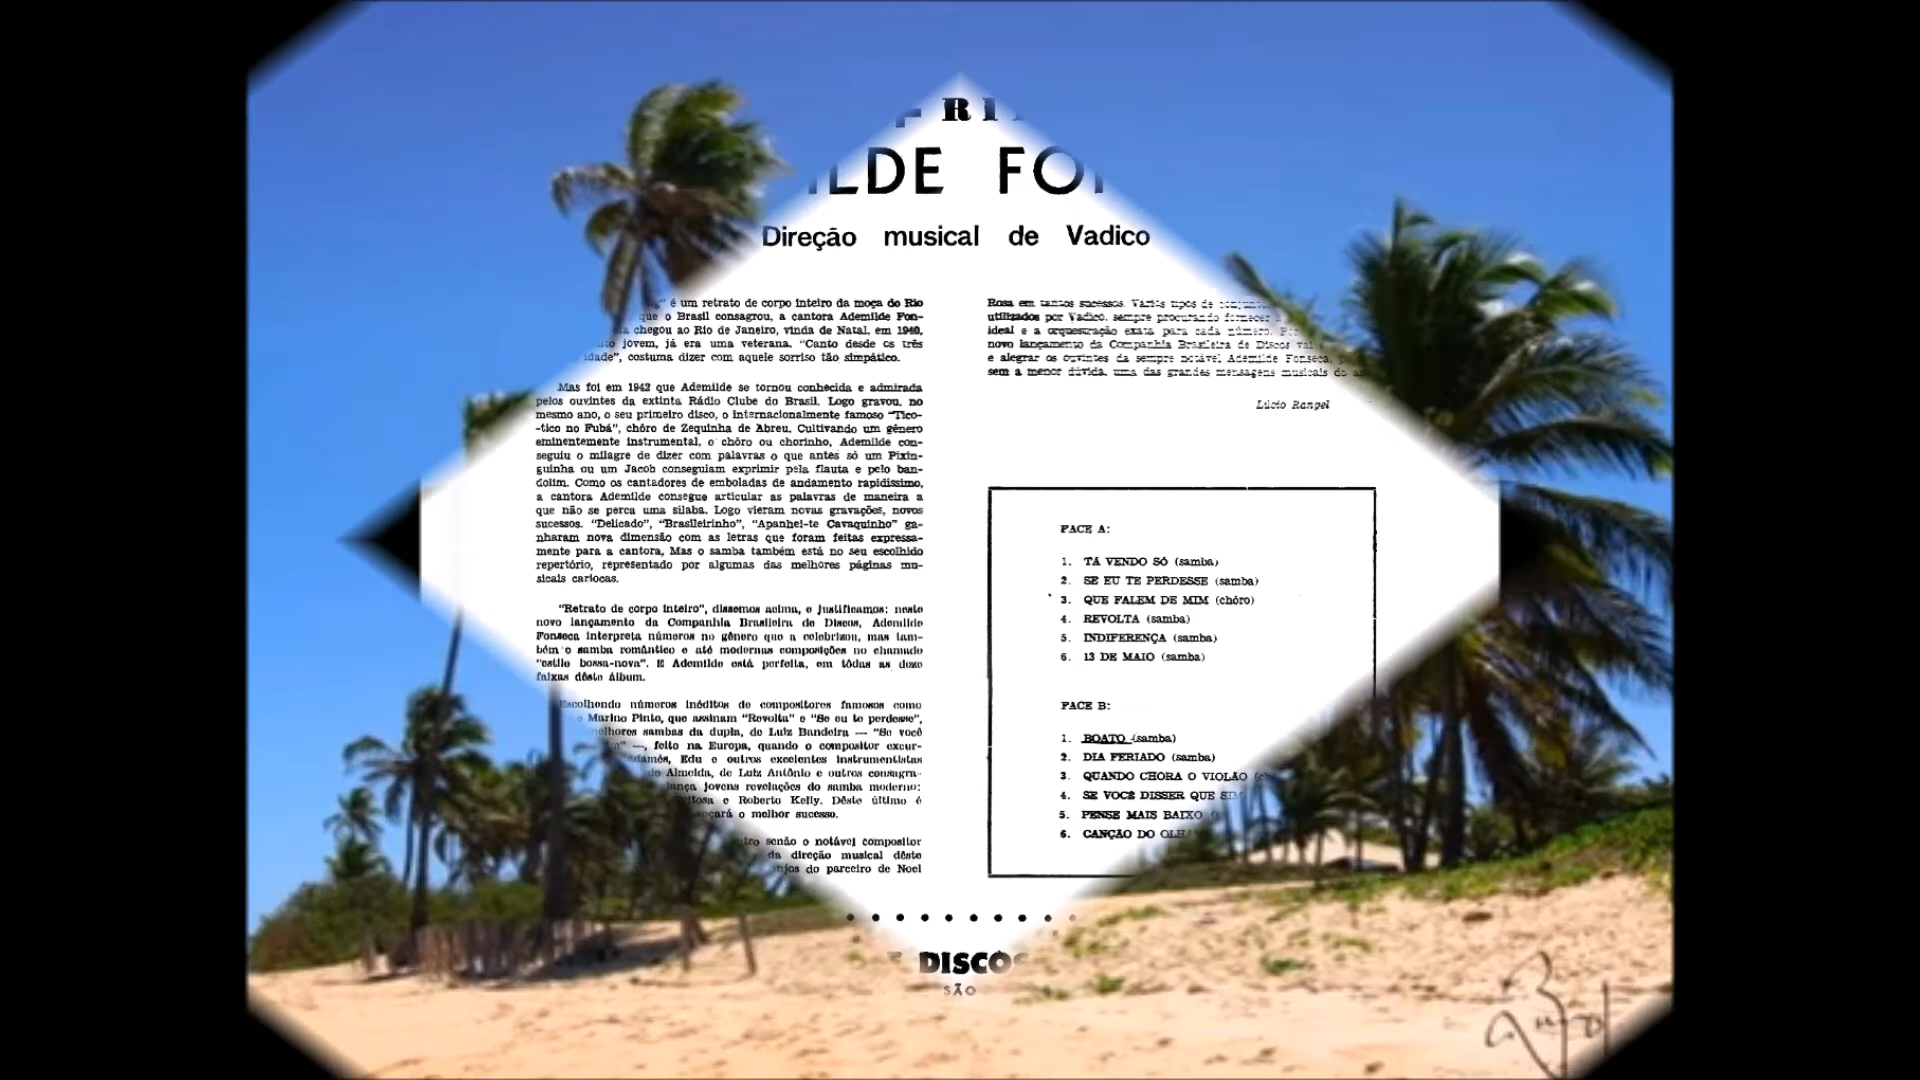 RI
ILDE FO
Direção musical de Vadico
é um retrato de corpo inteiro da moça do Rio
que o Brasil consagrou, a cantora Ademilde Fon-
chegou ao Rio de Janeiro, vinda de Natal, em 1940,
jovem, já era uma veterana. "Canto desde os três
idade", costuma dizer com aquele sorriso tão simpático.
Mas foi em 1942 que Ademilde se tornou conhecida e admirada
pelos ouvintes da extinta Rádio Clube do Brasil. Logo gravou, no
mesmo ano, o seu primeiro disco, o internacionalmente famoso "Tico-
-tico no Fubá", chôro de Zequinha de Abreu. Cultivando um gênero
eminentemente instrumental, o chôro ou chorinho, Ademilde con-
seguiu o milagre de dizer com palavras o que antes só um Pixin-
guinha ou um Jacob conseguiam exprimir pela flauta e pelo ban-
dolim. Como os cantadores de emboladas de andamento rapidíssimo,
a cantora Ademilde consegue articular as palavras de maneira a
que não se perca uma sílaba. Logo vieram novas gravações, novos
sucessos. "Delicado", "Brasileirinho", "Apanhei-te Cavaquinho" ga-
nharam nova dimensão com as letras que foram feitas expressa-
mente para a cantora, Mas o samba também está no seu escolhido
repertório, representado por algumas das melhores páginas mu-
sicais cariocas.
"Retrato de corpo inteiro", dissemos acima, e justificamos: neste
novo lançamento da Companhia Brasileira de Discos, Ademilde
Fonseca interpreta números no gênero que a celebrizou, mas tam-
bém o samba romântico e até modernas composições no chamado
"estilo bossa-nova". E Ademilde está perfeita, em tôdas as doze
faixas dêste álbum.
Escolhendo números inéditos de compositores famosos como
e Marino Pinto, que assinam "Revolta" e "Se eu te perdesse",
melhores sambas da dupla, de Luiz Bandeira — "Se você
—, feito na Europa, quando o compositor excur-
Edu e outros excelentes instrumentistas
Almeida, de Luiz Antônio e outros consagra-
jovens revelações do samba moderno:
e Roberto Kelly. Dêste último é
o melhor sucesso.
senão o notável compositor
da direção musical dêste
do parceiro de Noel
Rosa em tantos sucessos. Vários tipos de
utilizados por Vadico, sempre procurando fornecer
ideal e a orquestração exata para cada número.
novo lançamento da Companhia Brasileira de Discos vai
e alegrar os ouvintes da sempre notável Ademilde Fonseca,
sem a menor dúvida, uma das grandes mensagens musicais do
Lúcio Rangel
FACE A:
1. TÁ VENDO SÓ (samba)
2. SE EU TE PERDESSE (samba)
3. QUE FALEM DE MIM (chôro)
4. REVOLTA (samba)
5. INDIFERENÇA (samba)
6. 13 DE MAIO (samba)
FACE B:
1. BOATO (samba)
2. DIA FERIADO (samba)
3. QUANDO CHORA O VIOLÃO
4. SE VOCÊ DISSER QUE SIM
5. PENSE MAIS BAIXO
6. CANÇÃO DO
DISCOS
SÃO